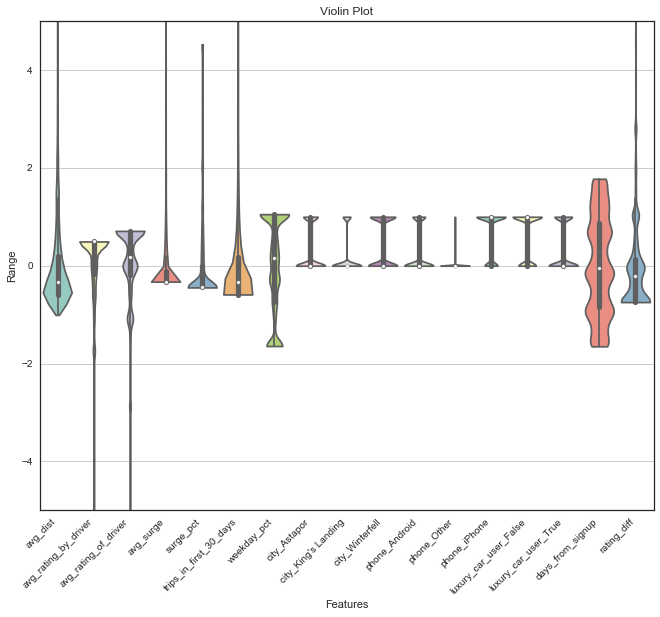 Violin Plot
4
2
0
−2
−4
Range
avg_dist
avg_rating_by_driver
avg_rating_of_driver
avg_surge
surge_pct
trips_in_first_30_days
weekday_pct
city_Astapor
city_King's Landing
city_Winterfell
phone_Android
phone_Other
phone_iPhone
luxury_car_user_False
luxury_car_user_True
days_from_signup
rating_diff
Features